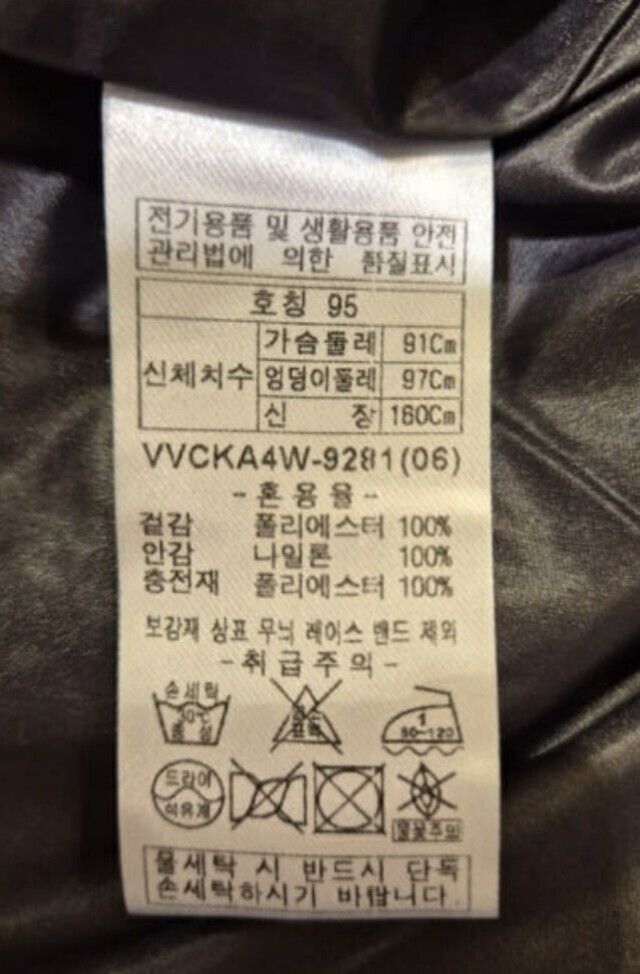 전기용품 및 생활용품 안전
관리법에 의한 품질표시
호칭 95
신체치수
가슴둘레 91Cm
엉덩이둘레 97Cm
신 장 160Cm
VVCKA4W-9281(06)
-혼용율-
겉감 폴리에스터 100%
안감 나일론 100%
충전재 폴리에스터 100%
보강재 상표 무늬 레이스 밴드 제외
-취급주의-
손세탁
30℃
중성
염소
표백
1
80-120
드라이
석유계
불꽃주의
물세탁 시 반드시 단독
손세탁하시기 바랍니다